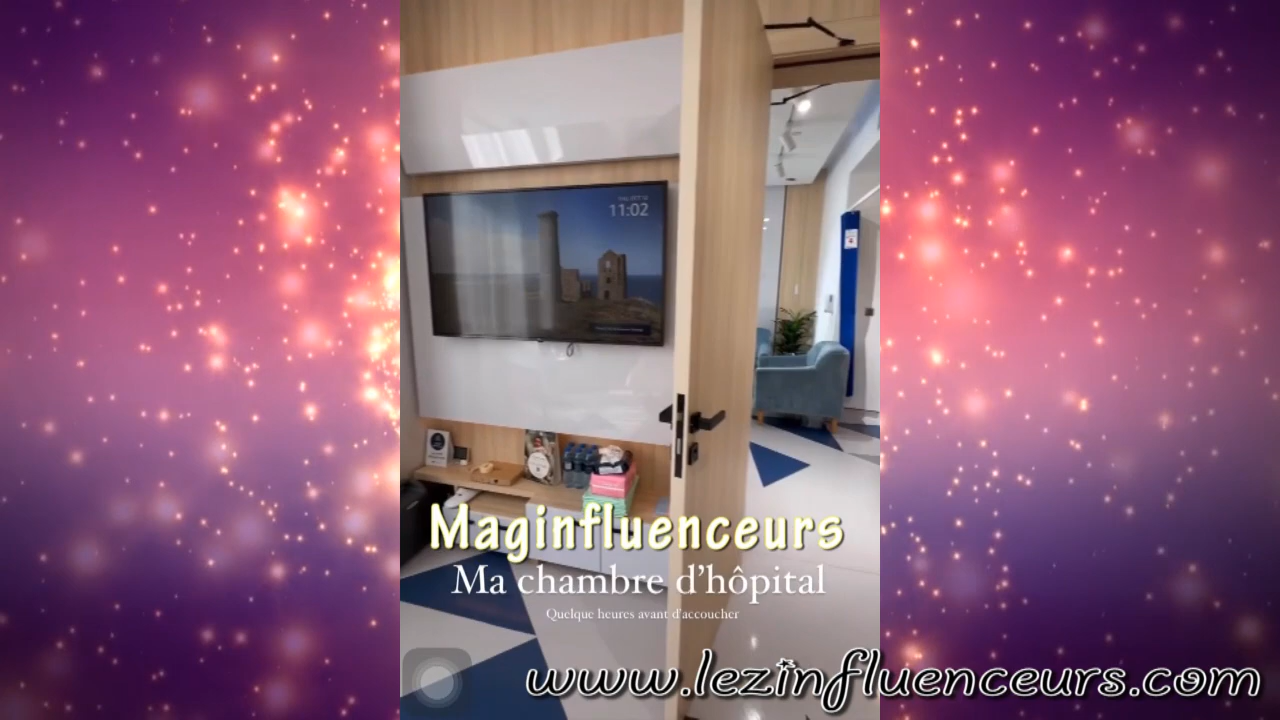 11:02
Maginfluenceurs
Ma chambre d'hôpital
Quelque heures avant d'accoucher
www.lezinfluenceurs.com